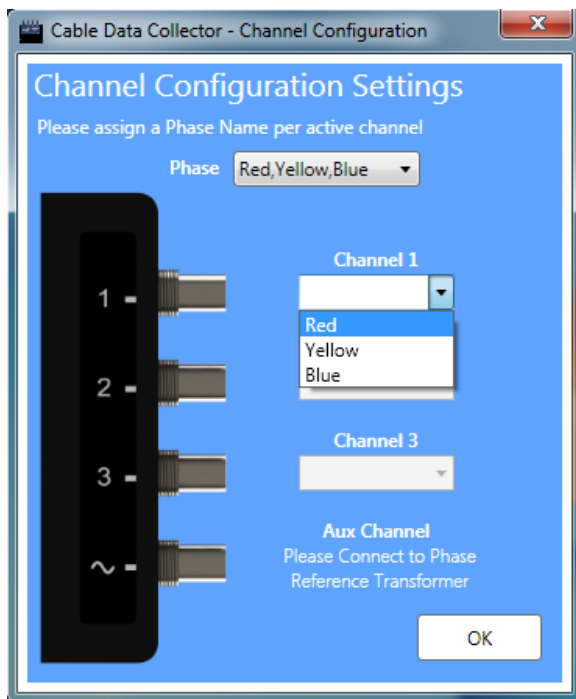 Cable Data Collector - Channel Configuration
Channel Configuration Settings
Please assign a Phase Name per active channel
Phase Red,Yellow,Blue
Channel 1
1
Red
Yellow
Blue
2
Channel 3
3
Aux Channel
Please Connect to Phase
Reference Transformer
OK